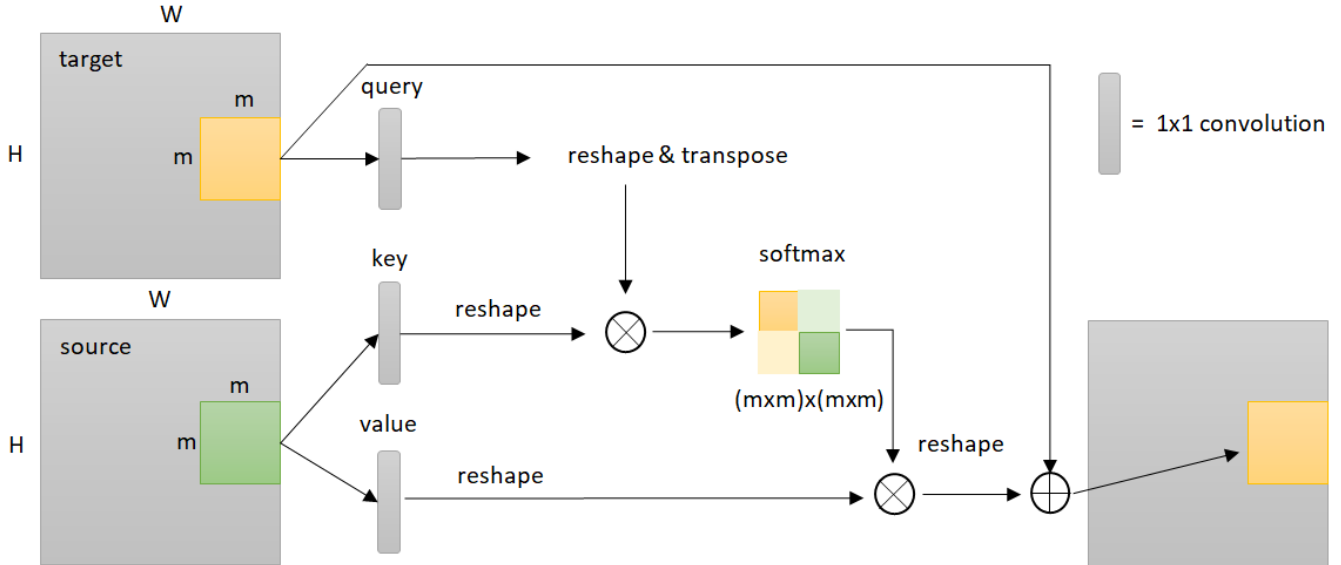 W
target
m
m
H
query
reshape & transpose
= 1x1 convolution
W
source
m
m
H
key
reshape
softmax
(mxm)x(mxm)
value
reshape
reshape